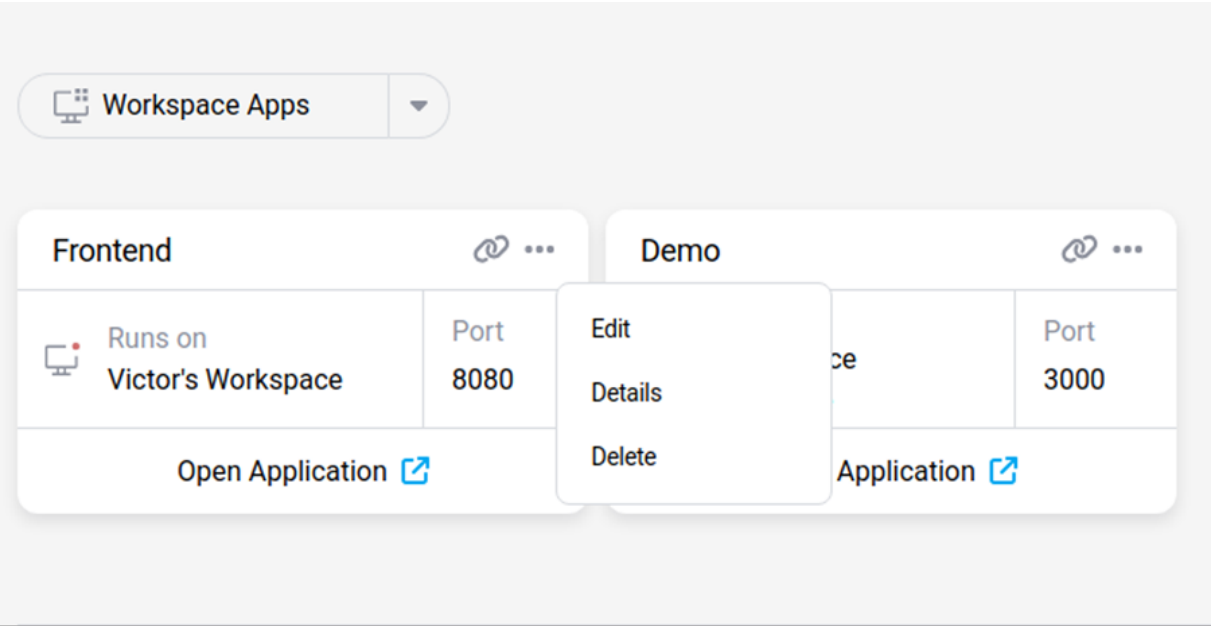 Workspace Apps
Frontend
Runs on
Victor's Workspace
Port
8080
Open Application
Edit
Details
Delete
Demo
Port
3000
Application